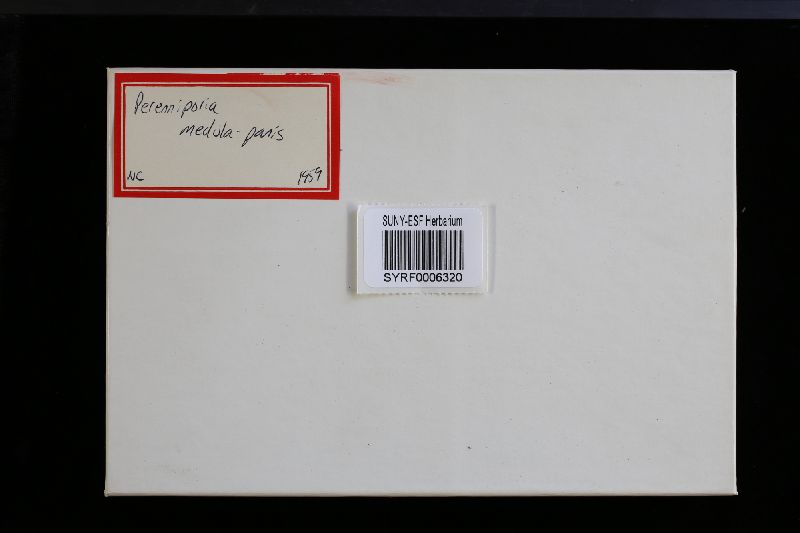 Perenniporia
medula-panis
NC 1959
SUNY-ESF Herbarium
SYRF0006320